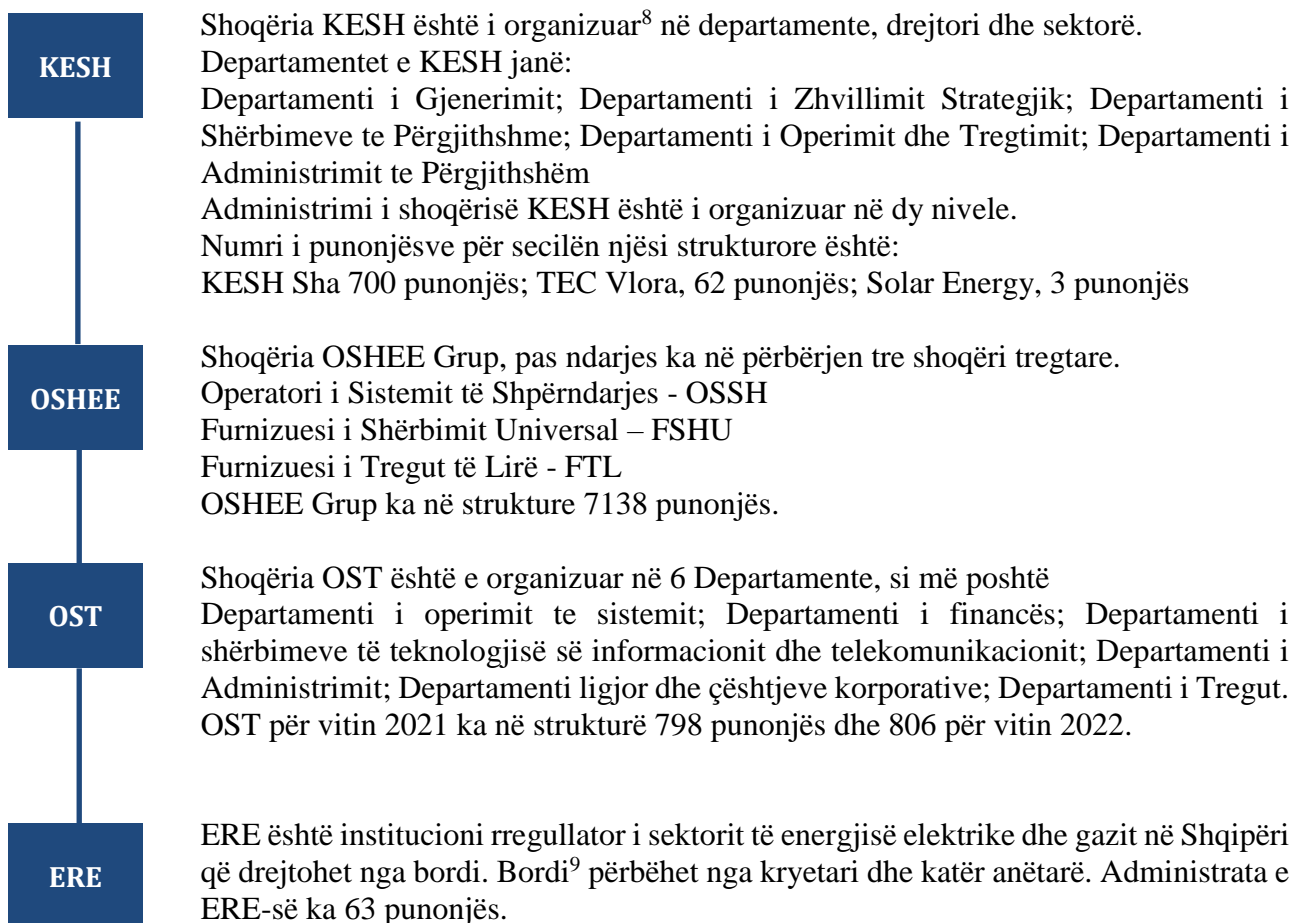 KESH
Shoqëria KESH është i organizuar⁸ në departamente, drejtori dhe sektorë.
Departamentet e KESH janë:
Departamenti i Gjenerimit; Departamenti i Zhvillimit Strategjik; Departamenti i
Shërbimeve te Përgjithshme; Departamenti i Operimit dhe Tregtimit; Departamenti i
Administrimit te Përgjithshëm
Administrimi i shoqërisë KESH është i organizuar në dy nivele.
Numri i punonjësve për secilën njësi strukturore është:
KESH Sha 700 punonjës; TEC Vlora, 62 punonjës; Solar Energy, 3 punonjës
OSHEE
Shoqëria OSHEE Grup, pas ndarjes ka në përbërjen tre shoqëri tregtare.
Operatori i Sistemit të Shpërndarjes - OSSH
Furnizuesi i Shërbimit Universal – FSHU
Furnizuesi i Tregut të Lirë - FTL
OSHEE Grup ka në strukture 7138 punonjës.
OST
Shoqëria OST është e organizuar në 6 Departamente, si më poshtë
Departamenti i operimit te sistemit; Departamenti i financës; Departamenti i
shërbimeve të teknologjisë së informacionit dhe telekomunikacionit; Departamenti i
Administrimit; Departamenti ligjor dhe çështjeve korporative; Departamenti i Tregut.
OST për vitin 2021 ka në strukturë 798 punonjës dhe 806 për vitin 2022.
ERE
ERE është institucioni rregullator i sektorit të energjisë elektrike dhe gazit në Shqipëri
që drejtohet nga bordi. Bordi⁹ përbëhet nga kryetari dhe katër anëtarë. Administrata e
ERE-së ka 63 punonjës.